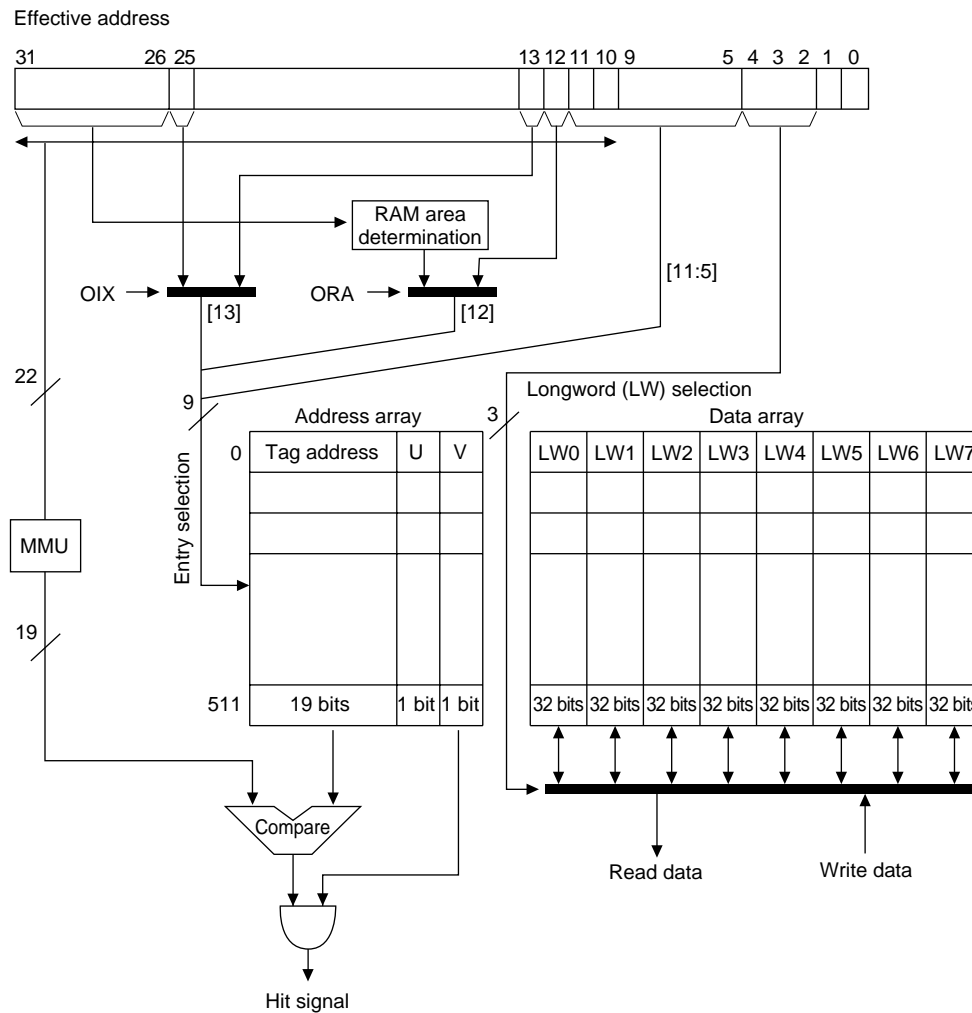 Effective address
31 26 25 13 12 11 10 9 5 4 3 2 1 0
RAM area
determination
[11:5]
OIX
ORA
[13]
[12]
22
9
Longword (LW) selection
3
Address array
Data array
0 Tag address U V
LW0 LW1 LW2 LW3 LW4 LW5 LW6 LW7
Entry selection
MMU
19
511 19 bits 1 bit 1 bit
32 bits 32 bits 32 bits 32 bits 32 bits 32 bits 32 bits 32 bits
Compare
Read data
Write data
Hit signal